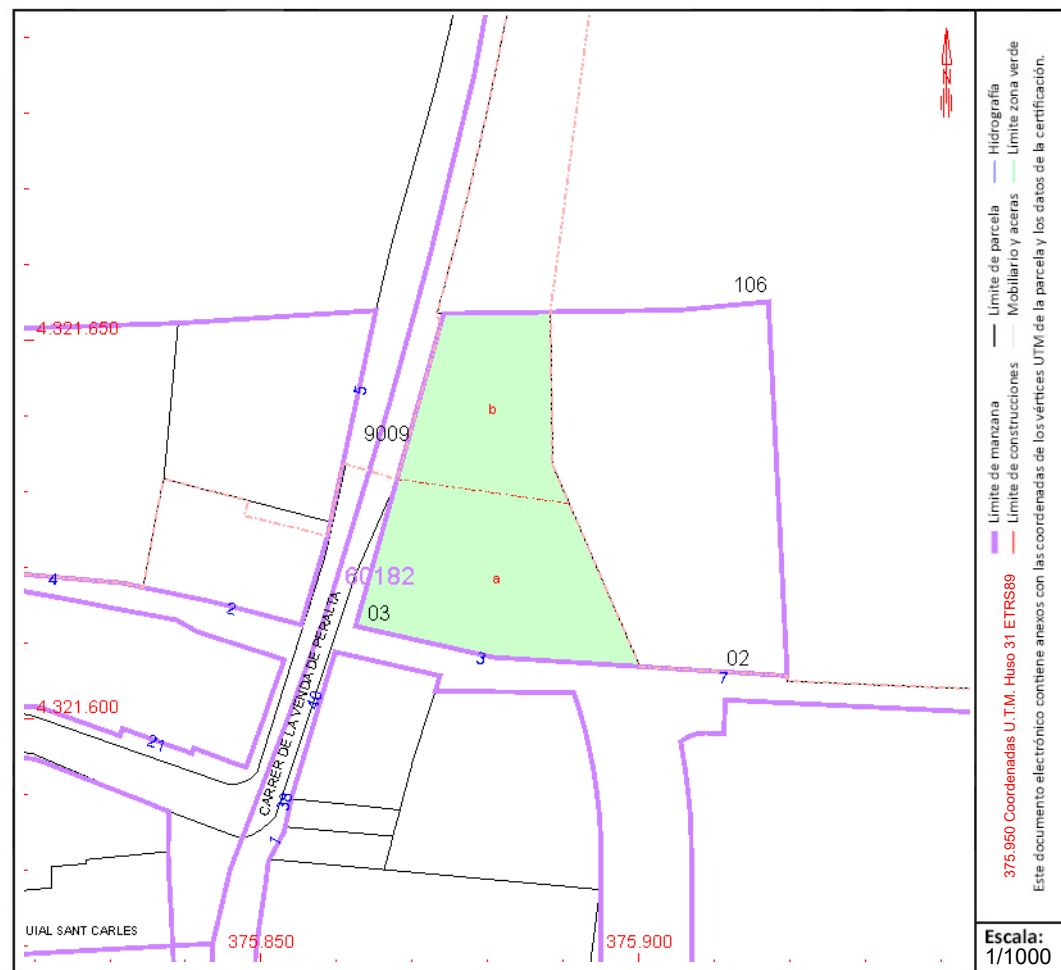 106
4.321.650
5
b
9009
60182
a
4
2
03
3
02
7
CARRER DE LA VENDA DE PERALTA
40
4.321.600
21
38
1
UIAL SANT CARLES
375.850
375.900
N
Límite de manzana
Límite de parcela
Hidrografía
Límite de construcciones
Mobiliario y aceras
Límite zona verde
375.950 Coordenadas U.T.M. Huso 31 ETRS89
Este documento electrónico contiene anexos con las coordenadas de los vértices UTM de la parcela y los datos de la certificación.
Escala:
1/1000